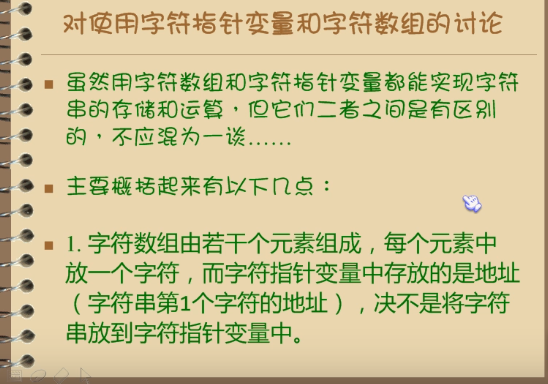 对使用字符指针变量和字符数组的讨论
虽然用字符数组和字符指针变量都能实现字符
串的存储和运算，但它们二者之间是有区别
的，不应混为一谈……
主要概括起来有以下几点：
1. 字符数组由若干个元素组成，每个元素中
放一个字符，而字符指针变量中存放的是地址
（字符串第1个字符的地址），决不是将字符
串放到字符指针变量中。